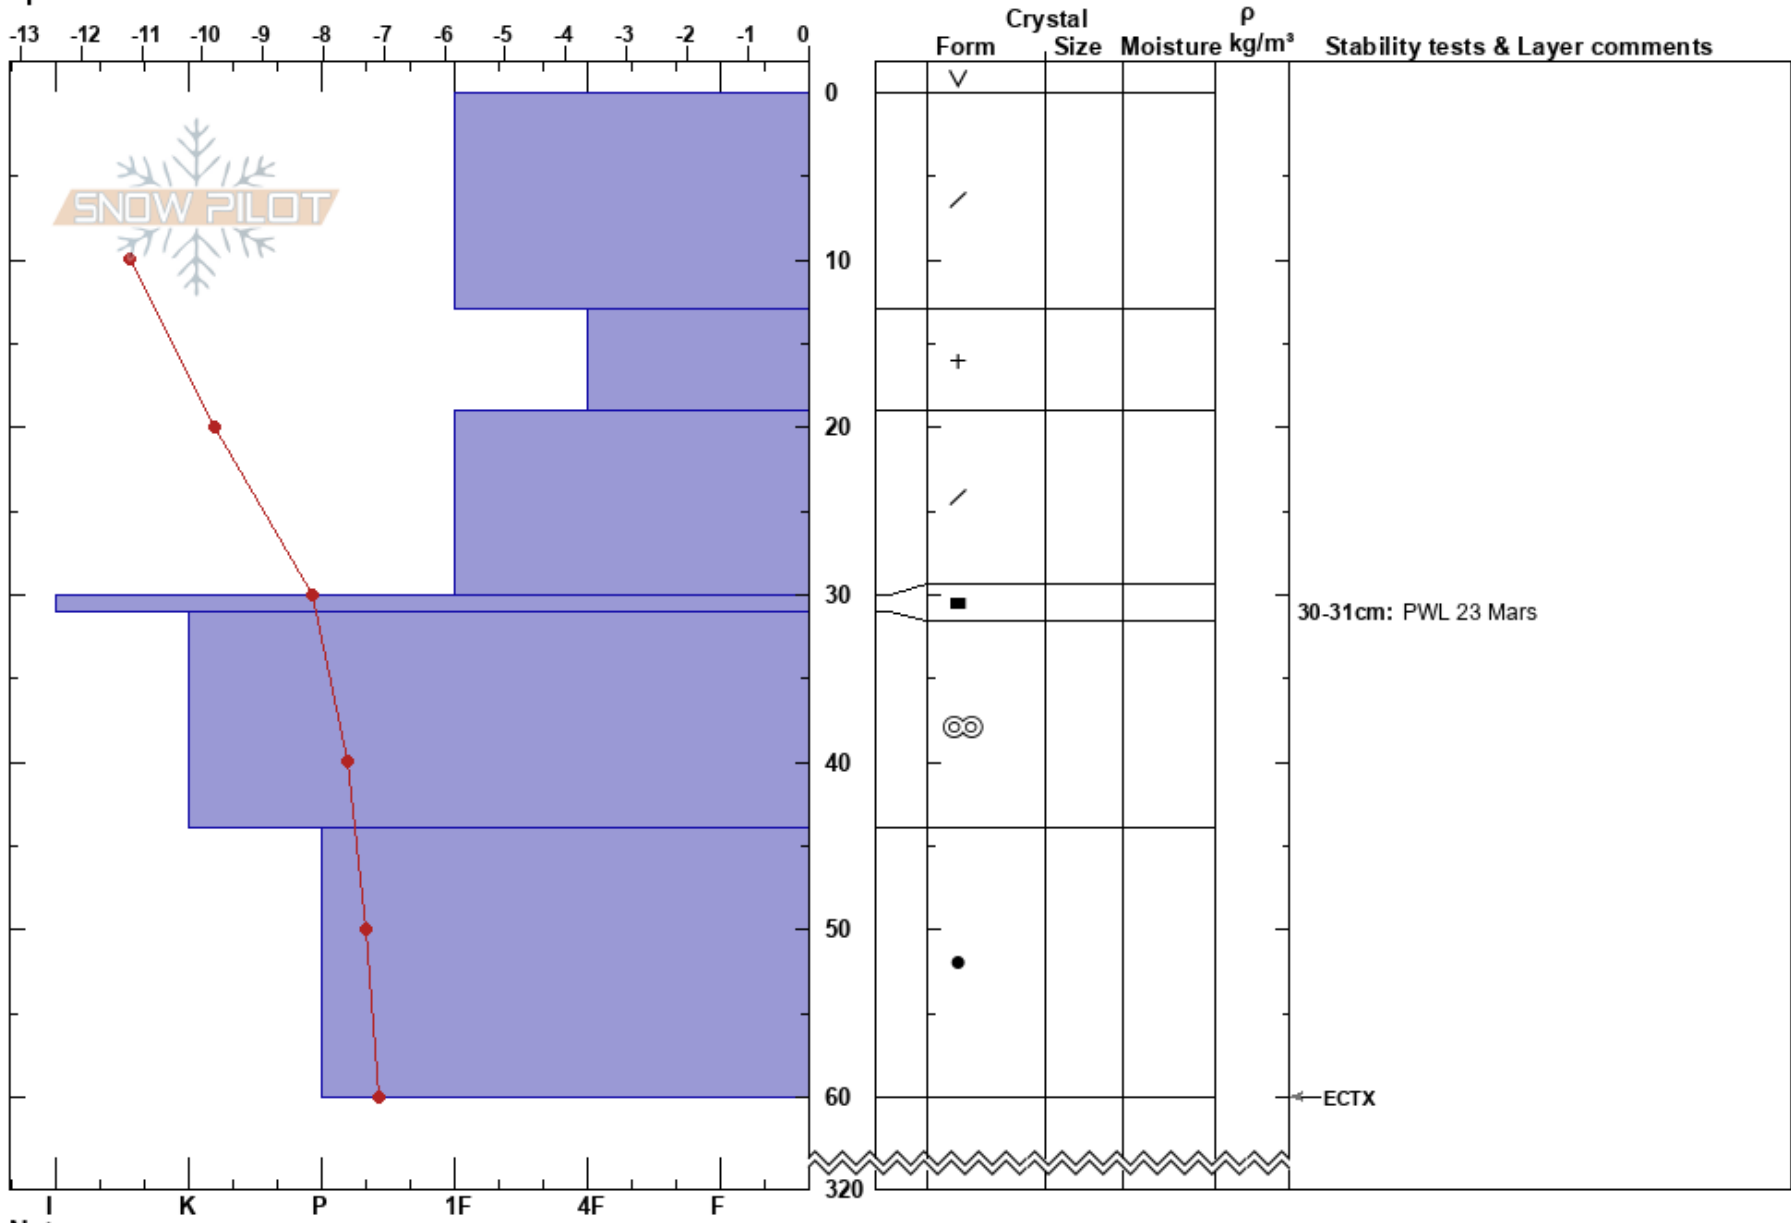 Crystal ρ
-13 -12 -11 -10 -9 -8 -7 -6 -5 -4 -3 -2 -1 0
Form Size Moisture kg/m³ Stability tests & Layer comments
0
SNOW PILOT
10
20
30
30-31cm: PWL 23 Mars
40
50
60 ECTX
320
I K P 1F 4F F